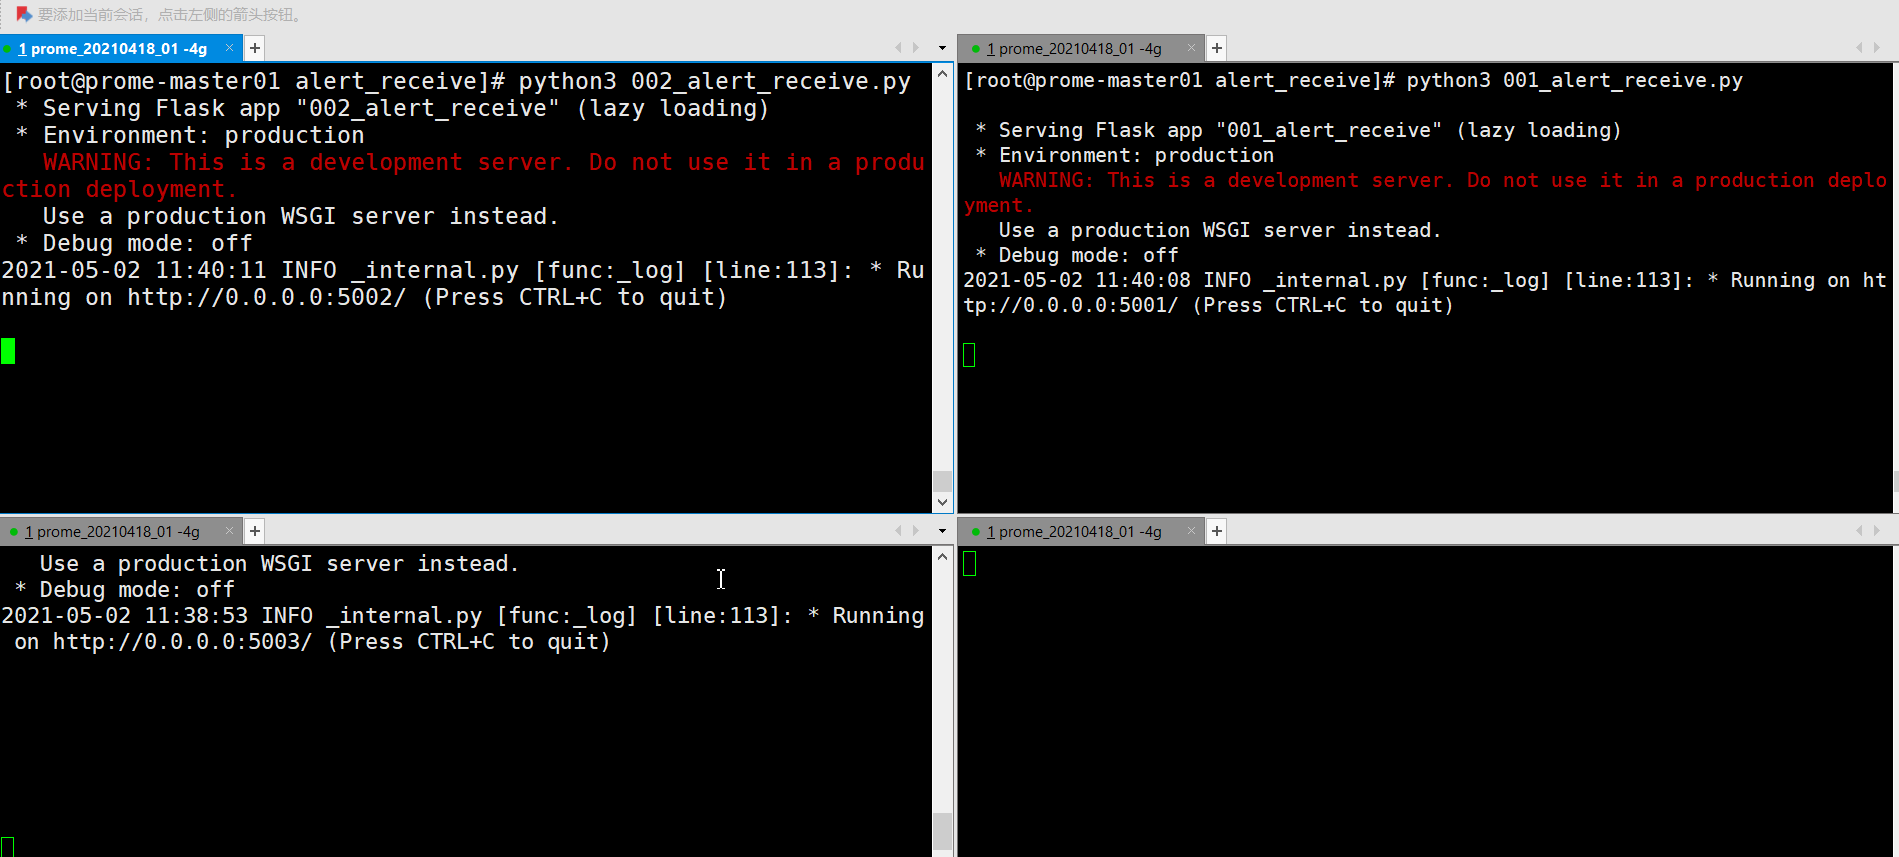 要添加当前会话，点击左侧的箭头按钮。
1 prome_20210418_01 -4g × +
[root@prome-master01 alert_receive]# python3 002_alert_receive.py
* Serving Flask app "002_alert_receive" (lazy loading)
* Environment: production
WARNING: This is a development server. Do not use it in a produ
ction deployment.
Use a production WSGI server instead.
* Debug mode: off
2021-05-02 11:40:11 INFO _internal.py [func:_log] [line:113]: * Ru
nning on http://0.0.0.0:5002/ (Press CTRL+C to quit)
1 prome_20210418_01 -4g × +
[root@prome-master01 alert_receive]# python3 001_alert_receive.py
* Serving Flask app "001_alert_receive" (lazy loading)
* Environment: production
WARNING: This is a development server. Do not use it in a production deplo
yment.
Use a production WSGI server instead.
* Debug mode: off
2021-05-02 11:40:08 INFO _internal.py [func:_log] [line:113]: * Running on ht
tp://0.0.0.0:5001/ (Press CTRL+C to quit)
1 prome_20210418_01 -4g × +
Use a production WSGI server instead.
* Debug mode: off
2021-05-02 11:38:53 INFO _internal.py [func:_log] [line:113]: * Running
on http://0.0.0.0:5003/ (Press CTRL+C to quit)
1 prome_20210418_01 -4g × +